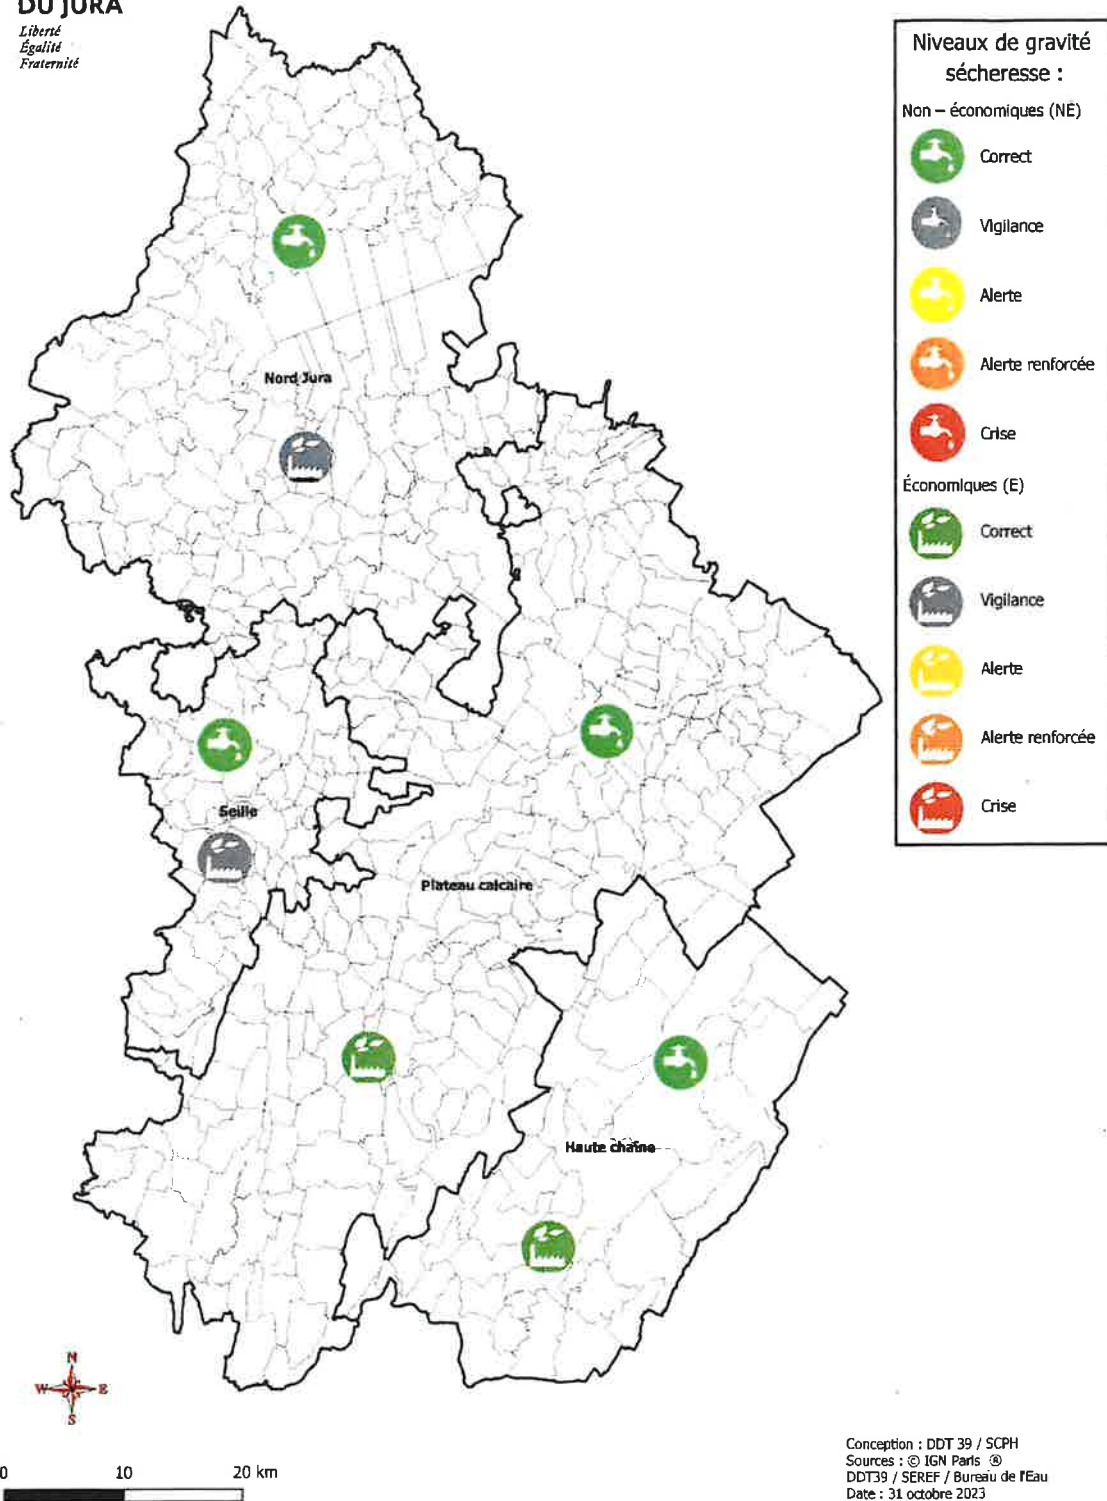 DU JURA
Liberté
Égalité
Fraternité
Niveaux de gravité
sécheresse :
Non – économiques (NE)
Correct
Vigilance
Alerte
Alerte renforcée
Crise
Économiques (E)
Correct
Vigilance
Alerte
Alerte renforcée
Crise
Nord Jura
Seille
Plateau calcaire
Haute chaîne
N
W E
S
0 10 20 km
Conception : DDT 39 / SCPH
Sources : © IGN Paris ®
DDT39 / SEREF / Bureau de l'Eau
Date : 31 octobre 2023